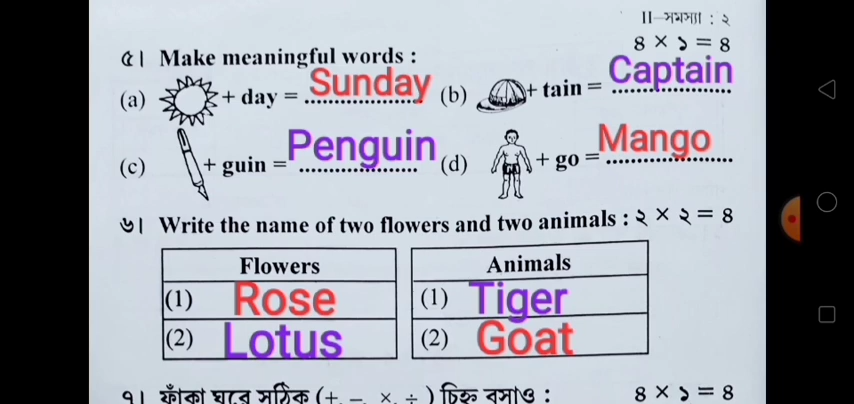 II–সমস্যা : ২
৫। Make meaningful words : ৪ × ১ = ৪
(a) + day = Sunday (b) + tain = Captain
(c) + guin = Penguin (d) + go = Mango
৬। Write the name of two flowers and two animals : ২ × ২ = ৪
Flowers Animals
(1) Rose (1) Tiger
(2) Lotus (2) Goat
৭। ফাঁকা ঘরে সঠিক (+, –, ×, ÷ ) চিহ্ন বসাও : ৪ × ১ = ৪